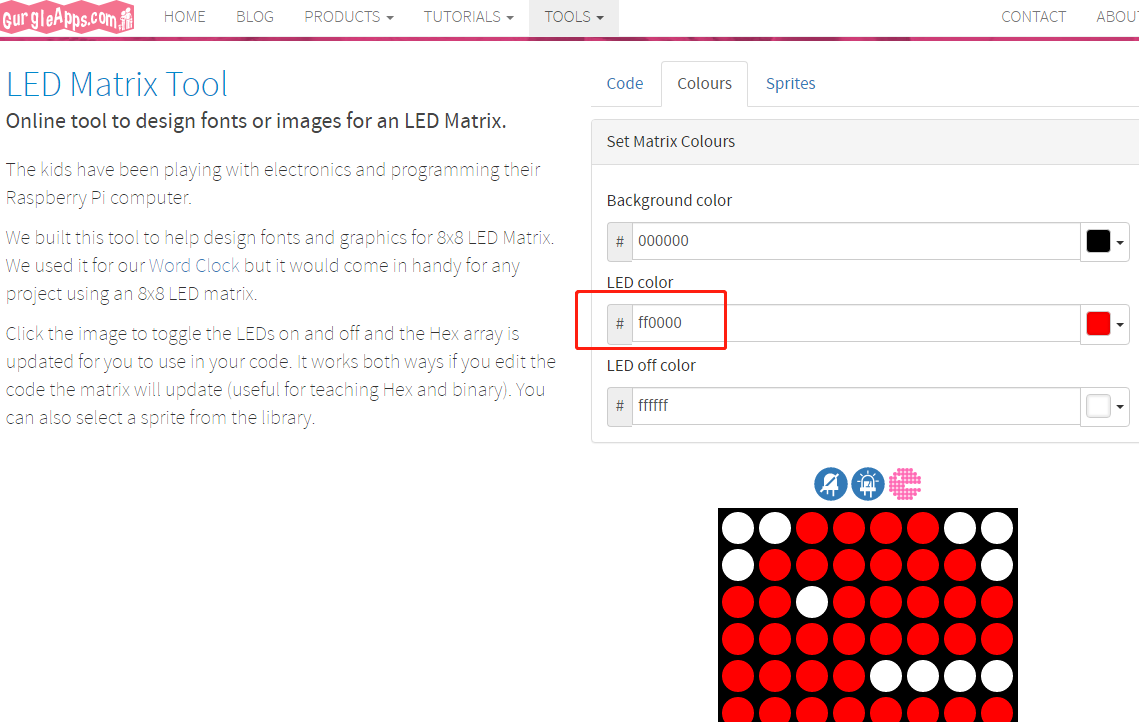 GurgleApps.com
HOME
BLOG
PRODUCTS
TUTORIALS
TOOLS
CONTACT
ABOU
LED Matrix Tool
Online tool to design fonts or images for an LED Matrix.
The kids have been playing with electronics and programming their
Raspberry Pi computer.
We built this tool to help design fonts and graphics for 8x8 LED Matrix.
We used it for our Word Clock but it would come in handy for any
project using an 8x8 LED matrix.
Click the image to toggle the LEDs on and off and the Hex array is
updated for you to use in your code. It works both ways if you edit the
code the matrix will update (useful for teaching Hex and binary). You
can also select a sprite from the library.
Code
Colours
Sprites
Set Matrix Colours
Background color
# 000000
LED color
# ff0000
LED off color
# ffffff